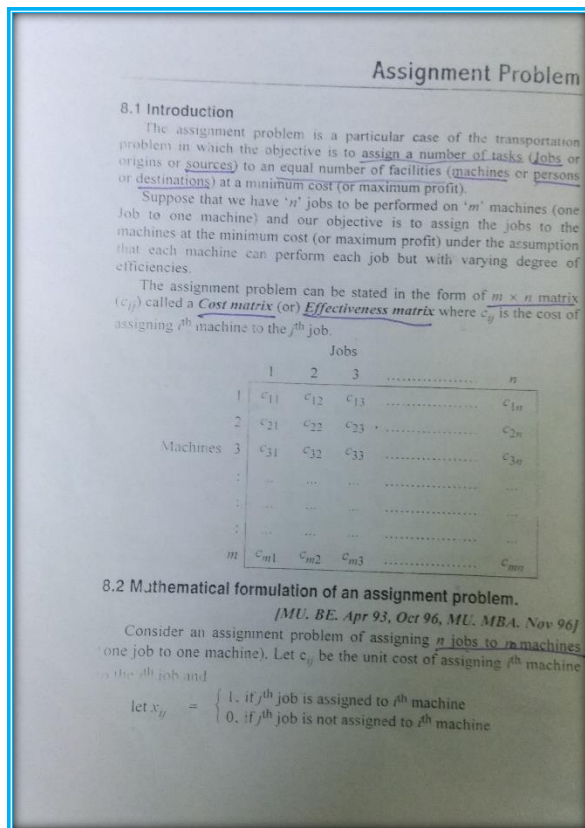 Assignment Problem
8.1 Introduction
The assignment problem is a particular case of the transportation
problem in which the objective is to assign a number of tasks (Jobs or
origins or sources) to an equal number of facilities (machines or persons
or destinations) at a minimum cost (or maximum profit).
Suppose that we have 'n' jobs to be performed on 'm' machines (one
Job to one machine) and our objective is to assign the jobs to the
machines at the minimum cost (or maximum profit) under the assumption
that each machine can perform each job but with varying degree of
efficiencies.
The assignment problem can be stated in the form of m × n matrix
(c_ij) called a Cost matrix (or) Effectiveness matrix where c_ij is the cost of
assigning ith machine to the jth job.
Jobs
1 2 3 .................. n
1 c11 c12 c13 .................. c1n
2 c21 c22 c23 .................. c2n
Machines 3 c31 c32 c33 .................. c3n
: ... ... ... .................. ...
: ... ... ... .................. ...
: ... ... ... .................. ...
m cm1 cm2 cm3 .................. cmn
8.2 Mathematical formulation of an assignment problem.
[MU. BE. Apr 93, Oct 96, MU. MBA. Nov 96]
Consider an assignment problem of assigning n jobs to m machines
(one job to one machine). Let c_ij be the unit cost of assigning ith machine
to the jth job and
let x_ij = { 1, if jth job is assigned to ith machine
0, if jth job is not assigned to ith machine